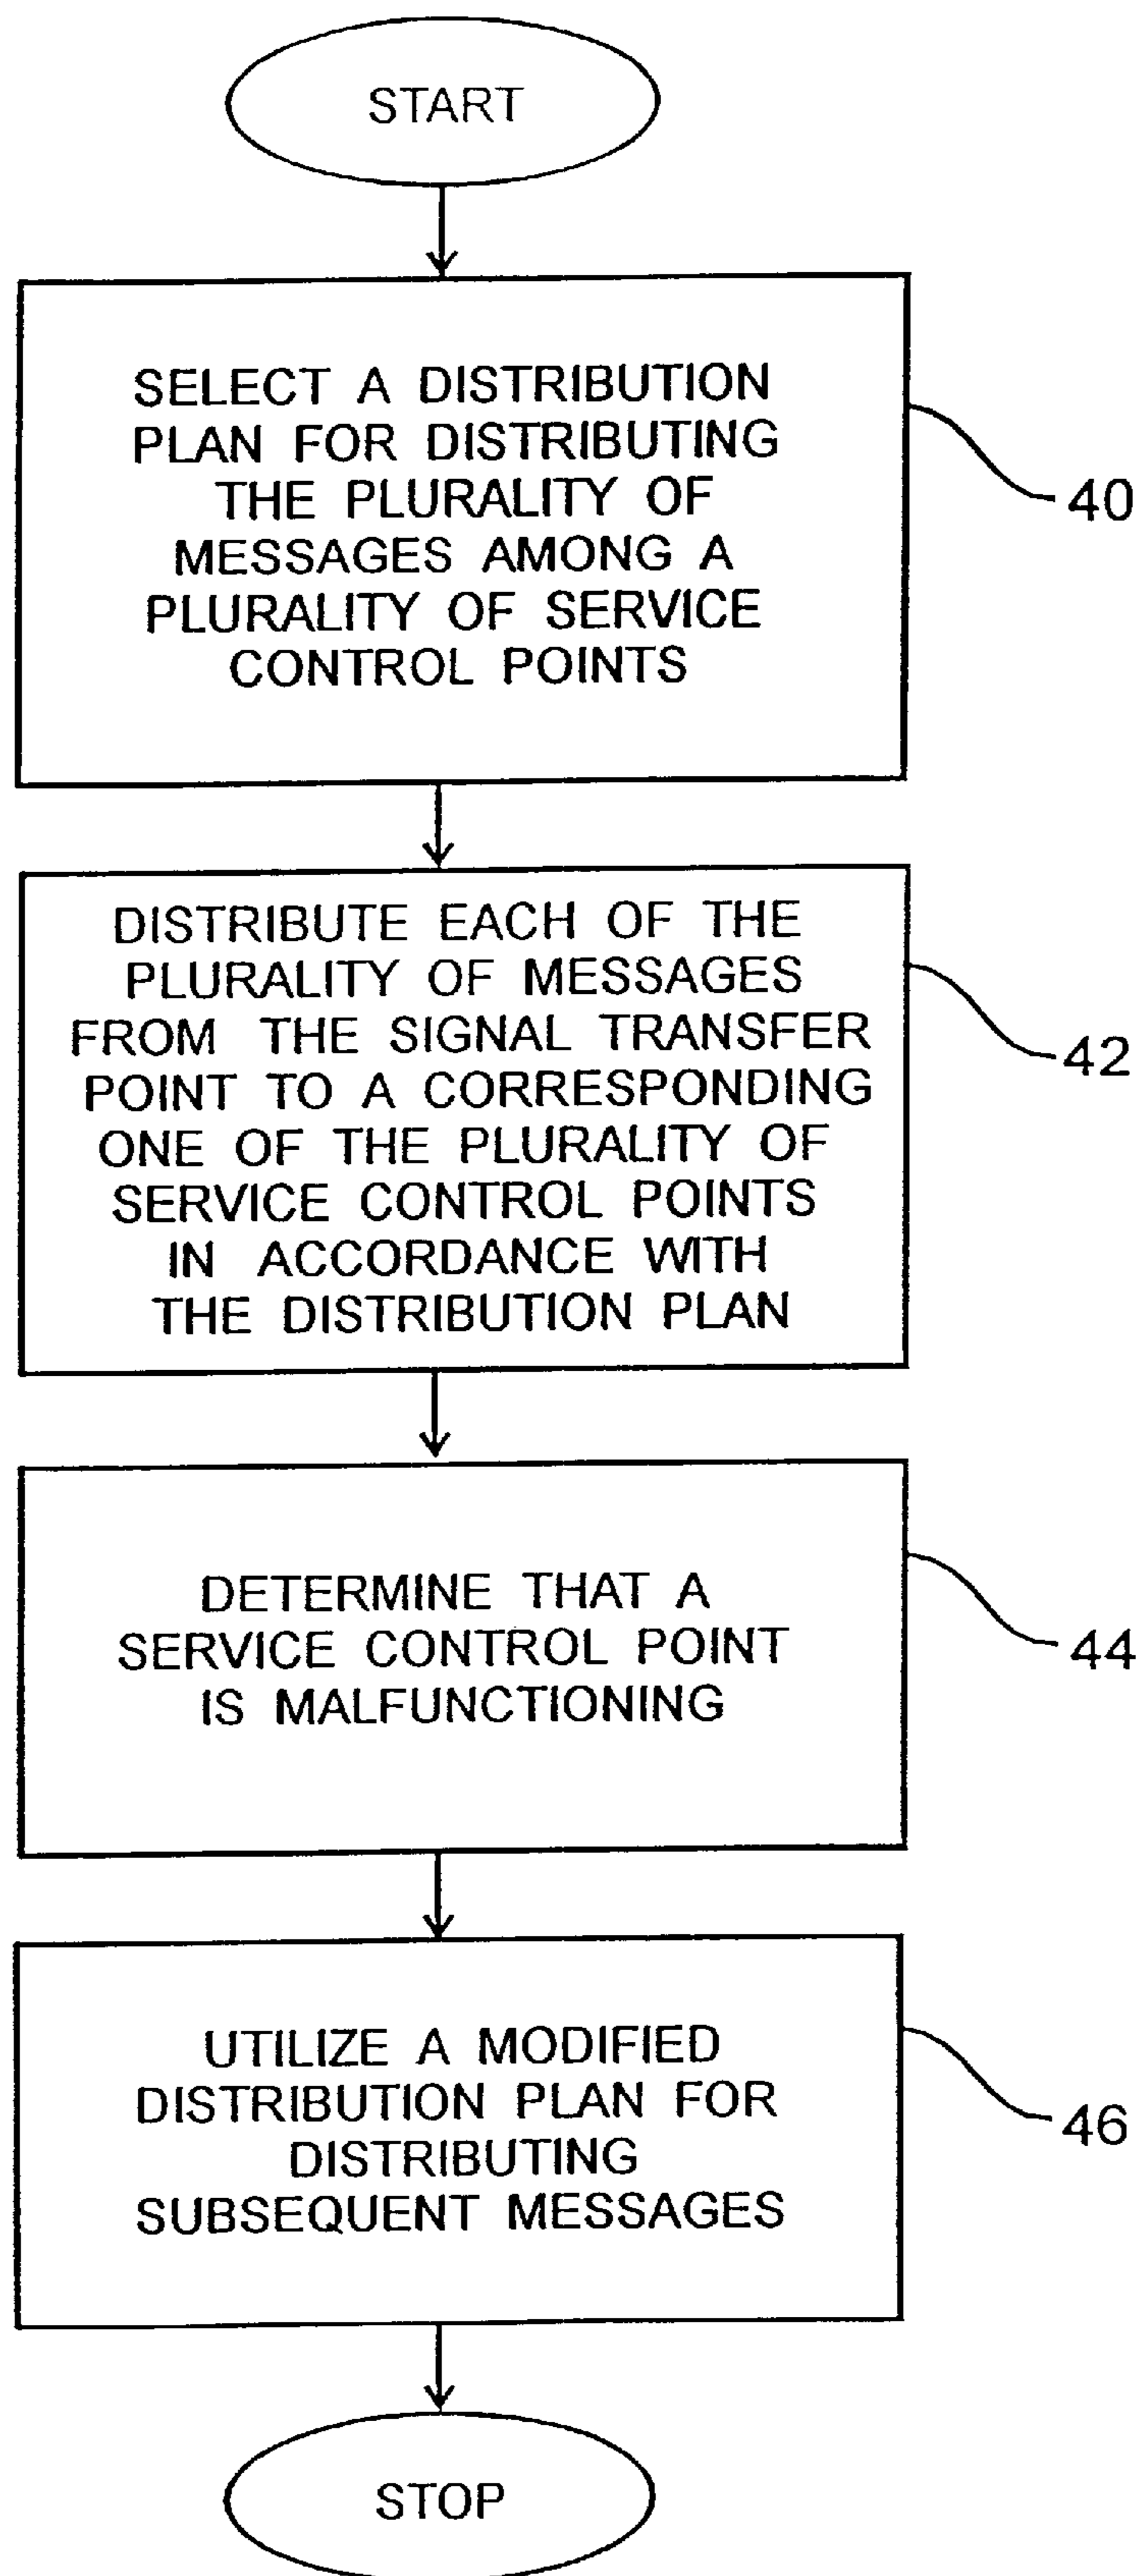 START
SELECT A DISTRIBUTION
PLAN FOR DISTRIBUTING
THE PLURALITY OF
MESSAGES AMONG A
PLURALITY OF SERVICE
CONTROL POINTS
40
DISTRIBUTE EACH OF THE
PLURALITY OF MESSAGES
FROM THE SIGNAL TRANSFER
POINT TO A CORRESPONDING
ONE OF THE PLURALITY OF
SERVICE CONTROL POINTS
IN ACCORDANCE WITH
THE DISTRIBUTION PLAN
42
DETERMINE THAT A
SERVICE CONTROL POINT
IS MALFUNCTIONING
44
UTILIZE A MODIFIED
DISTRIBUTION PLAN FOR
DISTRIBUTING
SUBSEQUENT MESSAGES
46
STOP